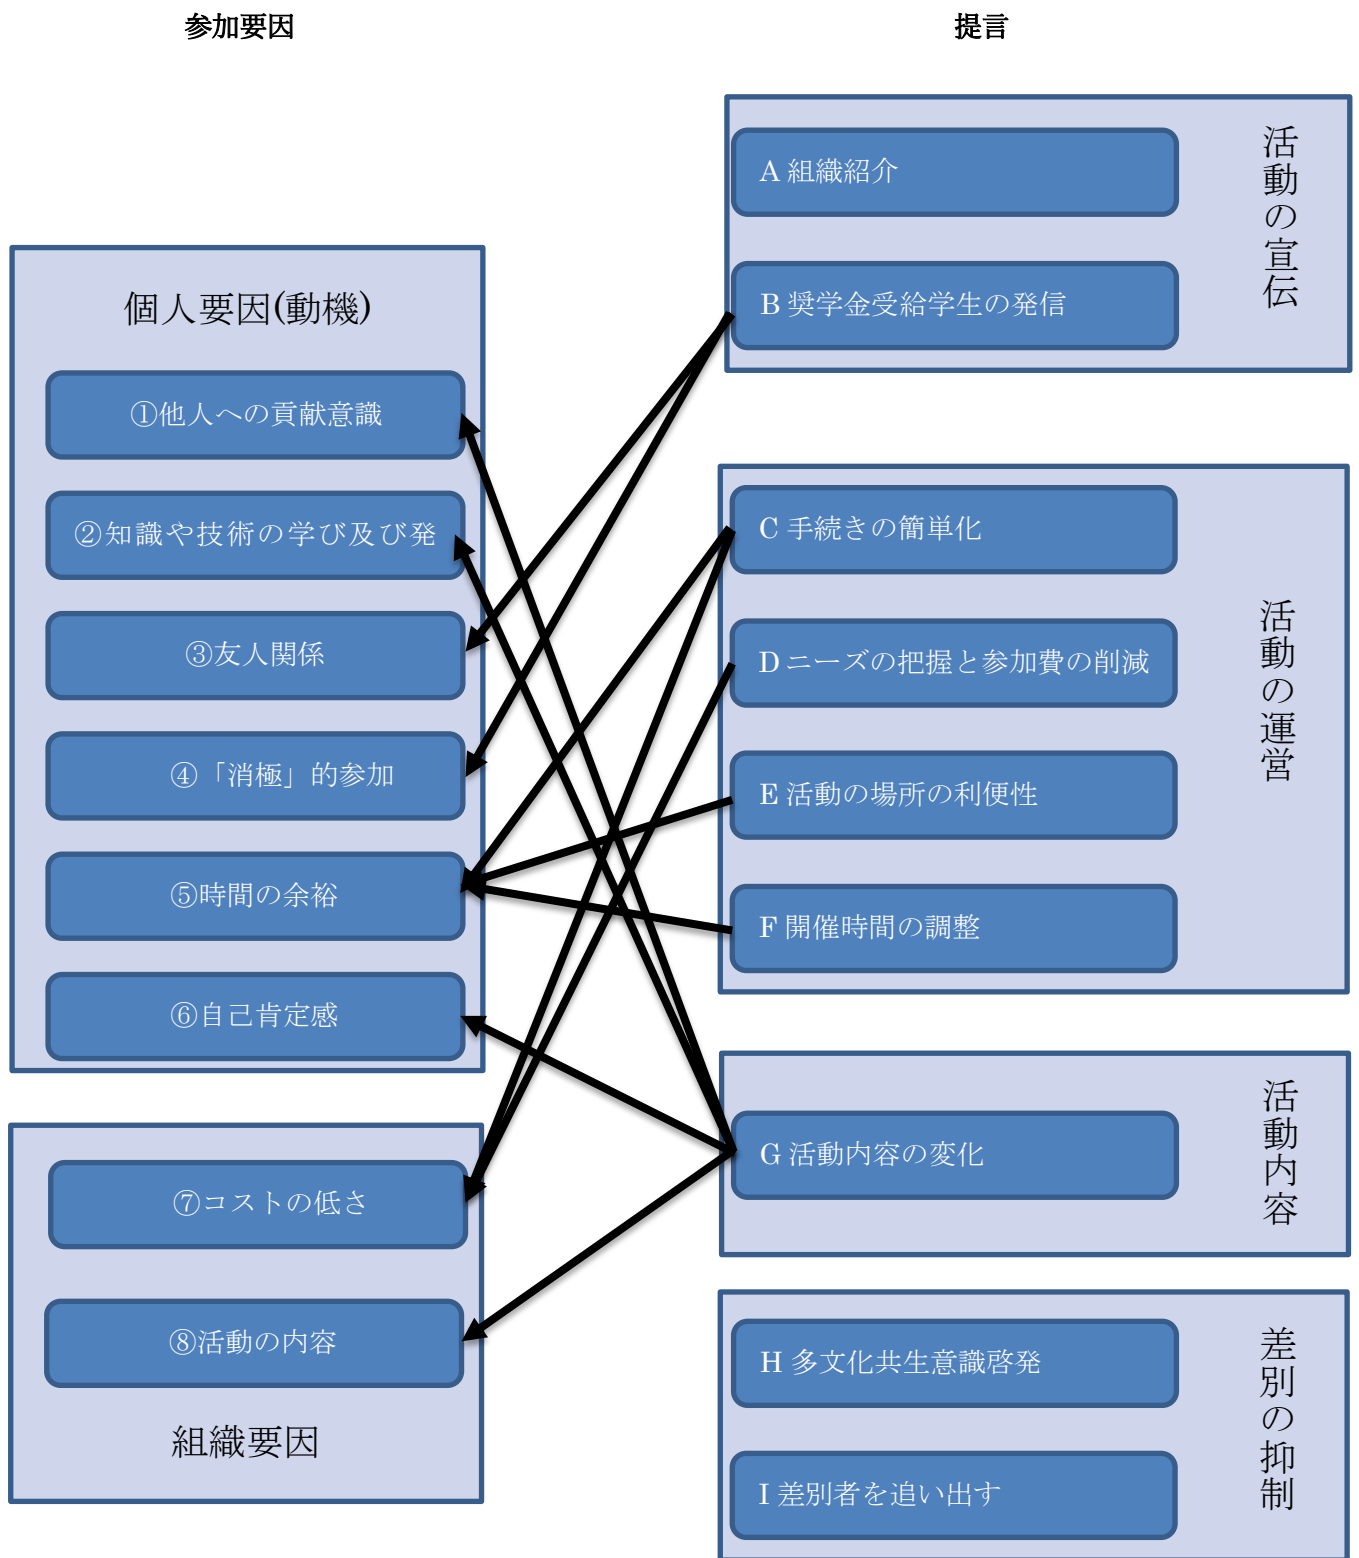 参加要因
提言
個人要因(動機)
①他人への貢献意識
②知識や技術の学び及び発
③友人関係
④「消極」的参加
⑤時間の余裕
⑥自己肯定感
⑦コストの低さ
⑧活動の内容
組織要因
A 組織紹介
B 奨学金受給学生の発信
活動の宣伝
C 手続きの簡単化
D ニーズの把握と参加費の削減
E 活動の場所の利便性
F 開催時間の調整
活動の運営
G 活動内容の変化
活動内容
H 多文化共生意識啓発
I 差別者を追い出す
差別の抑制